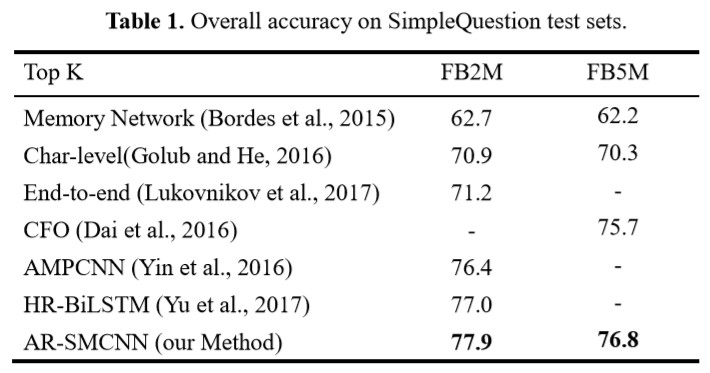 Table 1. Overall accuracy on SimpleQuestion test sets.
Top K FB2M FB5M
Memory Network (Bordes et al., 2015) 62.7 62.2
Char-level(Golub and He, 2016) 70.9 70.3
End-to-end (Lukovnikov et al., 2017) 71.2 -
CFO (Dai et al., 2016) - 75.7
AMPCNN (Yin et al., 2016) 76.4 -
HR-BiLSTM (Yu et al., 2017) 77.0 -
AR-SMCNN (our Method) 77.9 76.8